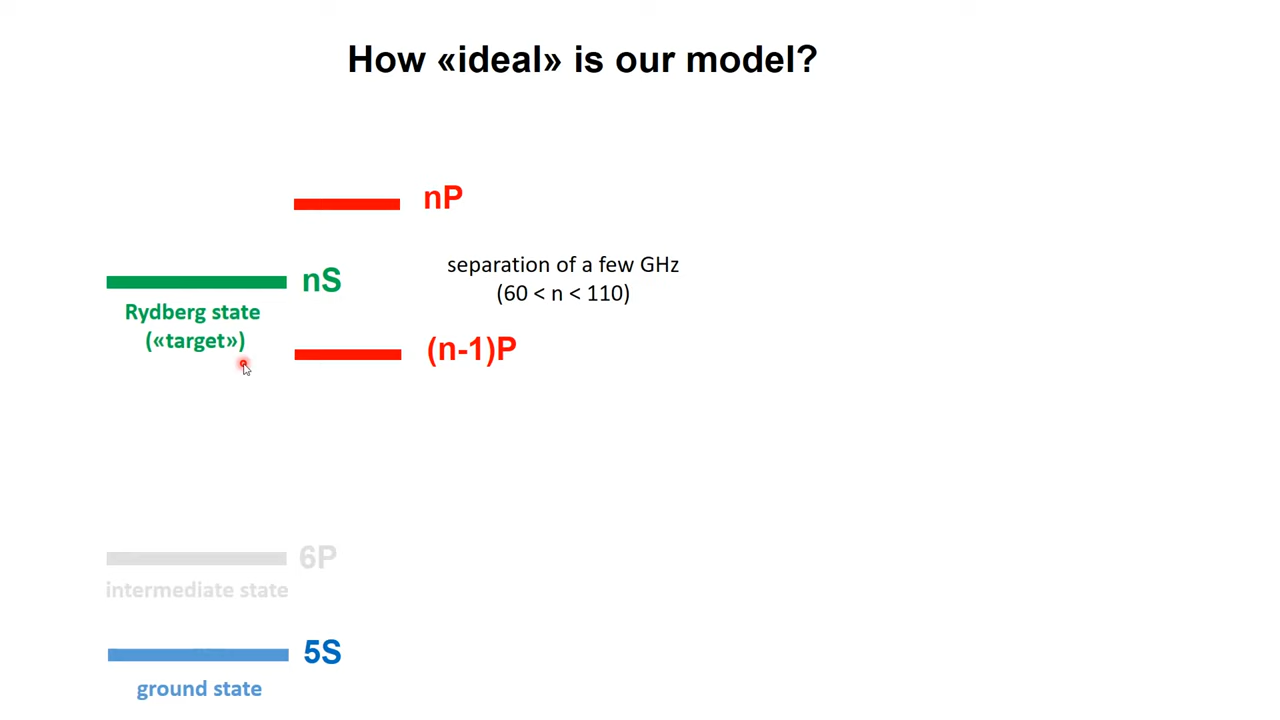 How «ideal» is our model?
nP
separation of a few GHz
(60 < n < 110)
nS
Rydberg state
(«target»)
(n-1)P
6P
intermediate state
5S
ground state